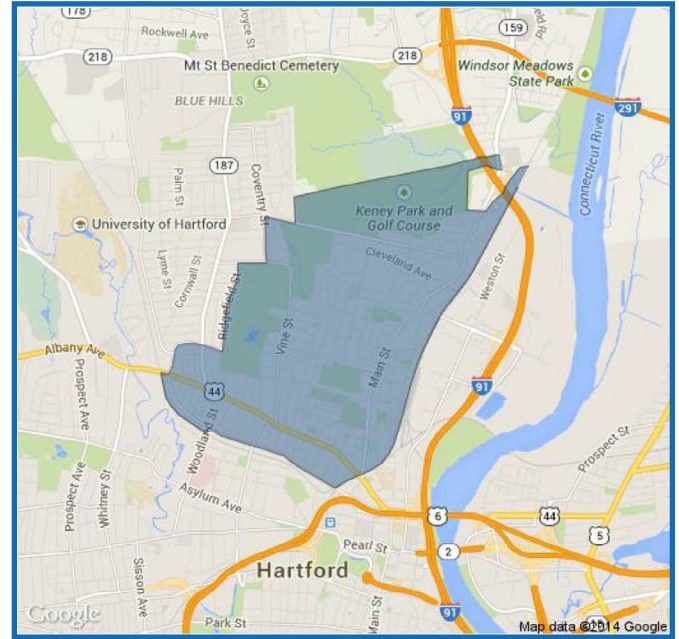 178
Rockwell Ave
Joyce St
159
218
218
Mt St Benedict Cemetery
Windsor Meadows
State Park
BLUE HILLS
91
291
187
Coventry St
Palm St
Connecticut River
University of Hartford
Keney Park and
Golf Course
Lyme St
Cornwall St
Cleveland Ave
Weston St
Ridgefield St
Vine St
Main St
Albany Ave
44
91
Prospect Ave
Woodland St
Prospect St
Whitney St
Prospect Ave
Asylum Ave
6
44
5
Pearl St
2
Sisson Ave
Hartford
Main St
Park St
91
Google
Map data ©2014 Google